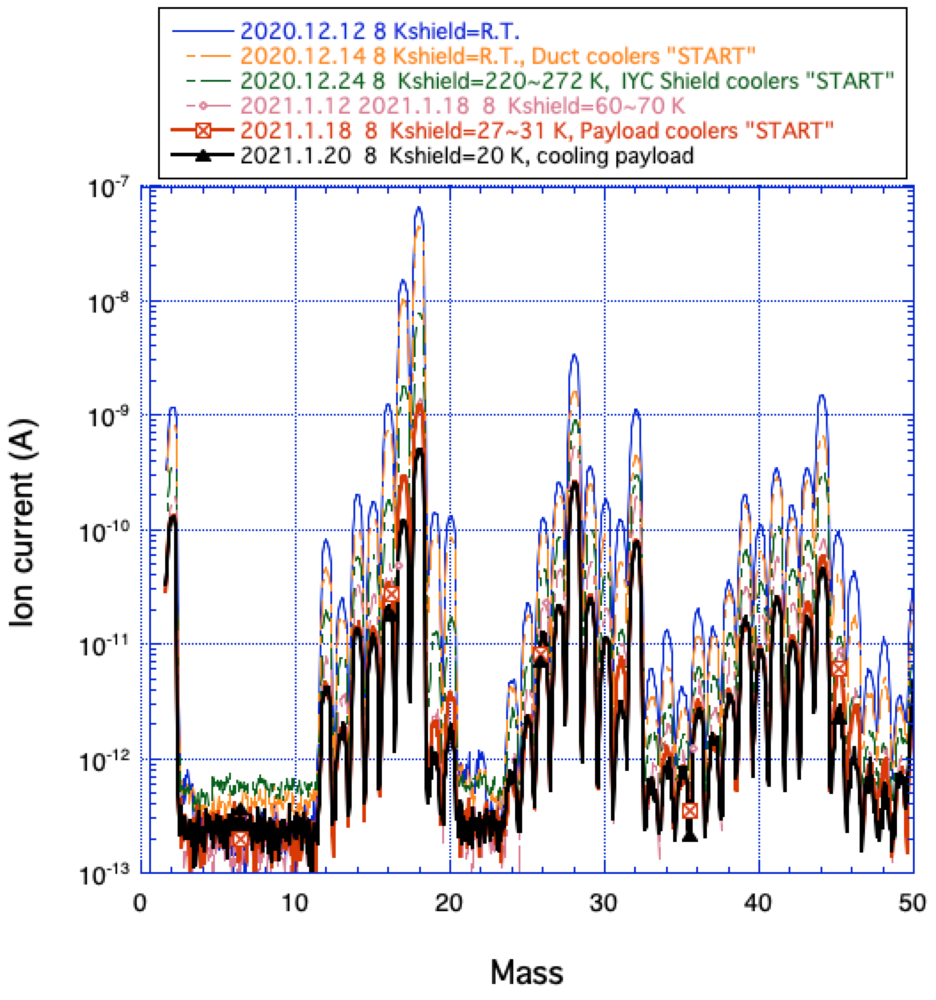 2020.12.12 8 Kshield=R.T.
2020.12.14 8 Kshield=R.T., Duct coolers "START"
2020.12.24 8 Kshield=220~272 K, IYC Shield coolers "START"
2021.1.12 2021.1.18 8 Kshield=60~70 K
2021.1.18 8 Kshield=27~31 K, Payload coolers "START"
2021.1.20 8 Kshield=20 K, cooling payload
10-7
10-8
10-9
10-10
10-11
10-12
10-13
Ion current (A)
0 10 20 30 40 50
Mass